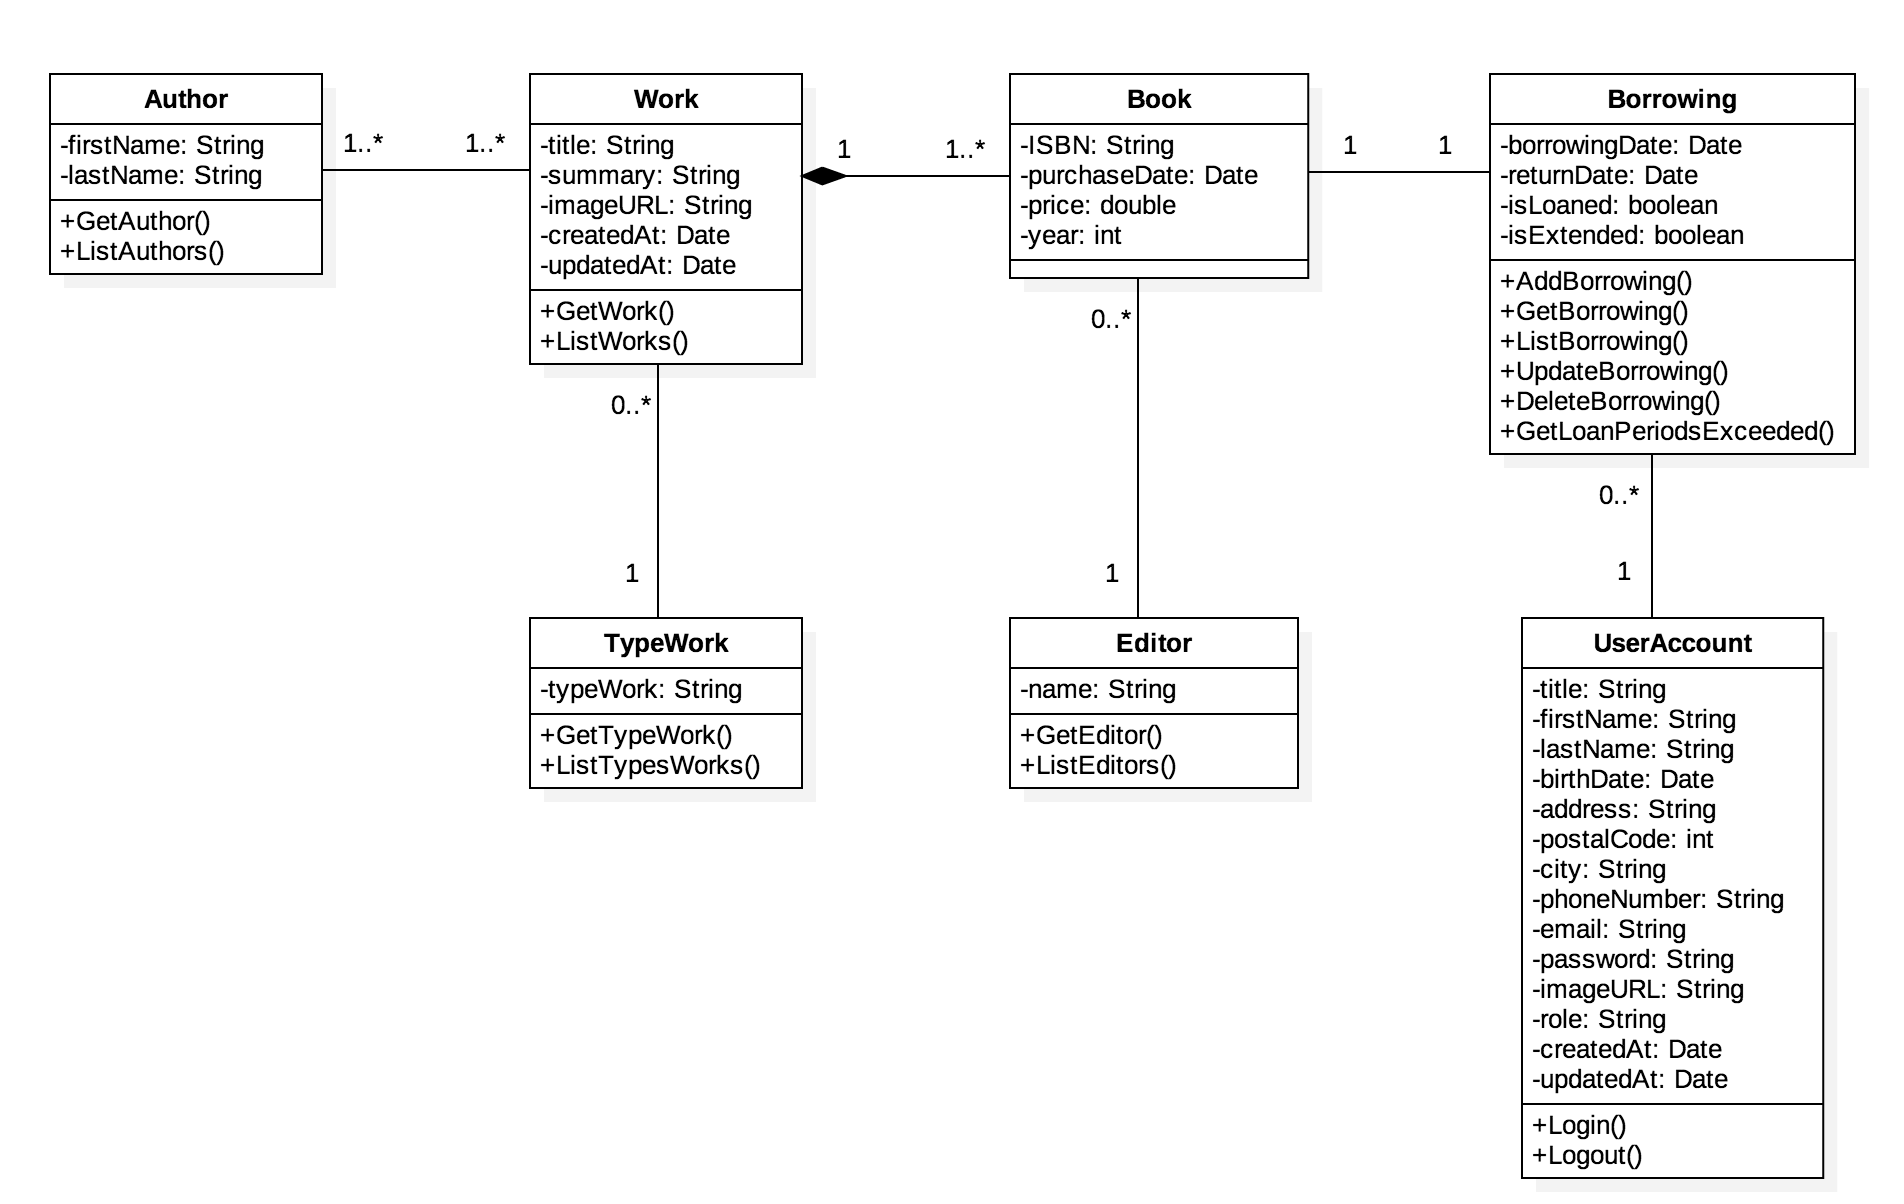 Author
-firstName: String
-lastName: String
+GetAuthor()
+ListAuthors()
1..*
1..*
Work
-title: String
-summary: String
-imageURL: String
-createdAt: Date
-updatedAt: Date
+GetWork()
+ListWorks()
1
1..*
Book
-ISBN: String
-purchaseDate: Date
-price: double
-year: int
1
1
Borrowing
-borrowingDate: Date
-returnDate: Date
-isLoaned: boolean
-isExtended: boolean
+AddBorrowing()
+GetBorrowing()
+ListBorrowing()
+UpdateBorrowing()
+DeleteBorrowing()
+GetLoanPeriodsExceeded()
0..*
1
TypeWork
-typeWork: String
+GetTypeWork()
+ListTypesWorks()
0..*
1
Editor
-name: String
+GetEditor()
+ListEditors()
0..*
1
UserAccount
-title: String
-firstName: String
-lastName: String
-birthDate: Date
-address: String
-postalCode: int
-city: String
-phoneNumber: String
-email: String
-password: String
-imageURL: String
-role: String
-createdAt: Date
-updatedAt: Date
+Login()
+Logout()